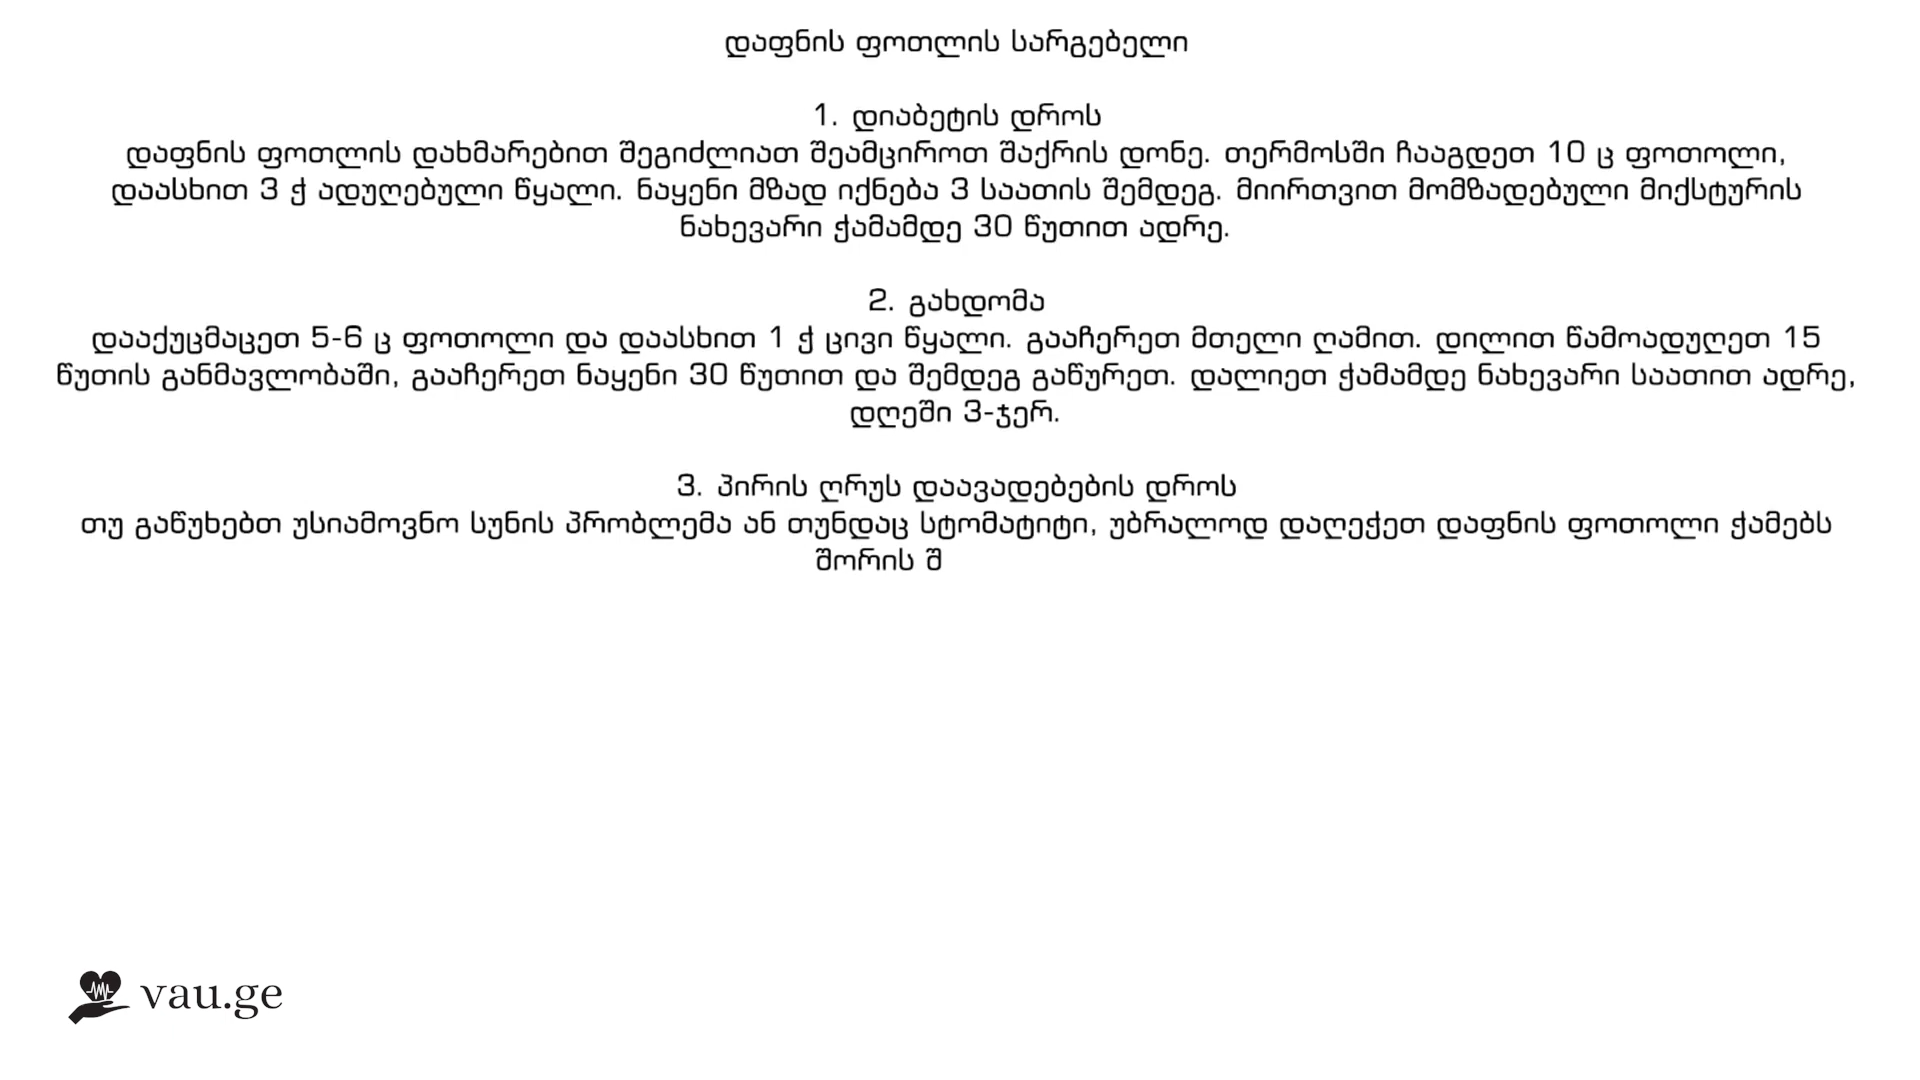 დაფნის ფოთლის სარგებელი
1. დიაბეტის დროს
დაფნის ფოთლის დახმარებით შეგიძლიათ შეამციროთ შაქრის დონე. თერმოსში ჩააგდეთ 10 ც ფოთოლი,
დაასხით 3 ჭ ადუღებული წყალი. ნაყენი მზად იქნება 3 საათის შემდეგ. მიირთვით მომზადებული მიქსტურის
ნახევარი ჭამამდე 30 წუთით ადრე.
2. გახდომა
დააქუცმაცეთ 5-6 ც ფოთოლი და დაასხით 1 ჭ ცივი წყალი. გააჩერეთ მთელი ღამით. დილით წამოადუღეთ 15
წუთის განმავლობაში, გააჩერეთ ნაყენი 30 წუთით და შემდეგ გაწურეთ. დალიეთ ჭამამდე ნახევარი საათით ადრე,
დღეში 3-ჯერ.
3. პირის ღრუს დაავადებების დროს
თუ გაწუხებთ უსიამოვნო სუნის პრობლემა ან თუნდაც სტომატიტი, უბრალოდ დაღეჭეთ დაფნის ფოთოლი ჭამებს
შორის შ
vau.ge